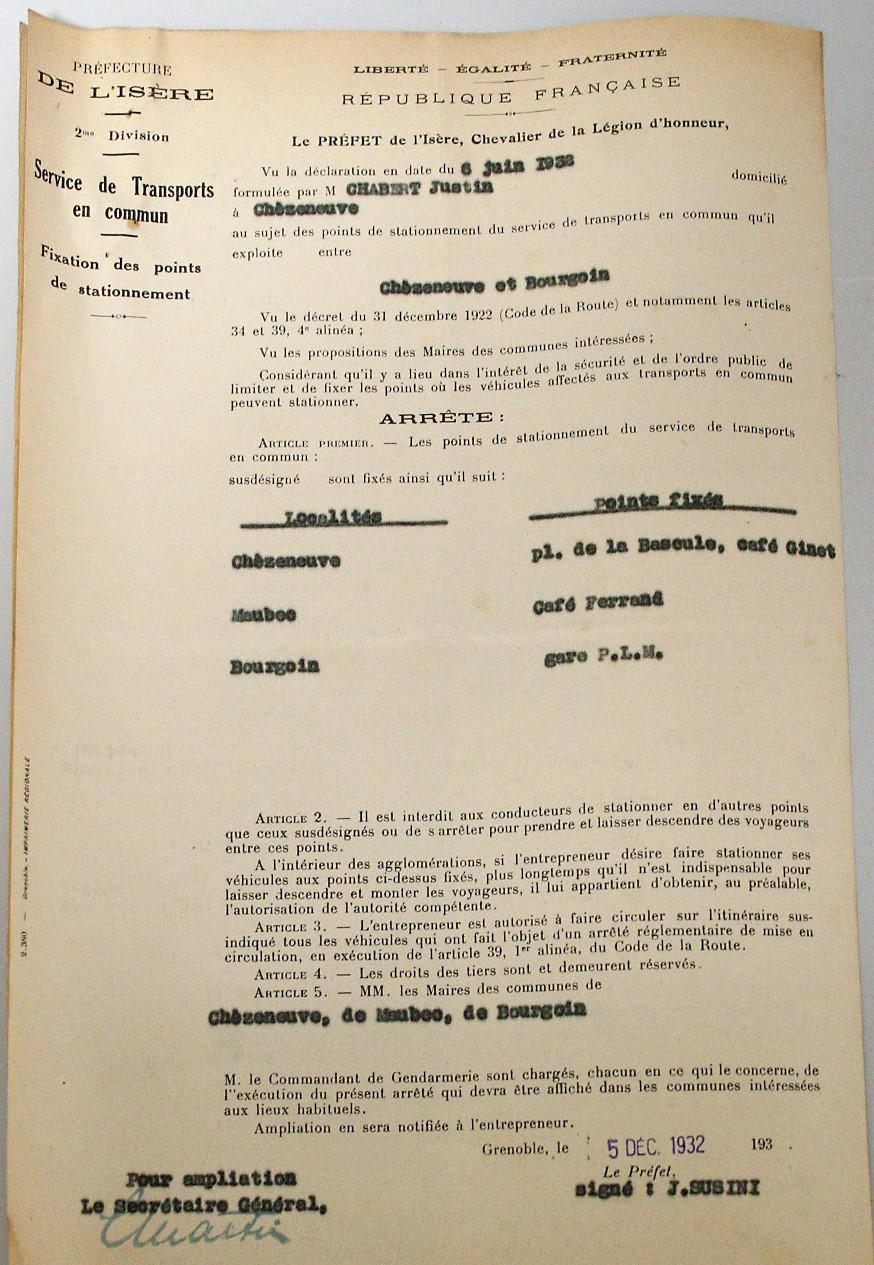 PRÉFECTURE
DE L'ISÈRE
2me Division
Service de Transports
en commun
Fixation des points
de stationnement
LIBERTÉ – ÉGALITÉ – FRATERNITÉ
RÉPUBLIQUE FRANÇAISE
Le PRÉFET de l'Isère, Chevalier de la Légion d'honneur,
Vu la déclaration en date du 6 juin 1932
formulée par M CHABERT Justin domicilié
à Chèzeneuve
au sujet des points de stationnement du service de transports en commun qu'il
exploite entre
Chèzeneuve et Bourgoin
Vu le décret du 31 décembre 1922 (Code de la Route) et notamment les articles
34 et 39, 4e alinéa ;
Vu les propositions des Maires des communes intéressées ;
Considérant qu'il y a lieu dans l'intérêt de la sécurité et de l'ordre public de
limiter et de fixer les points où les véhicules affectés aux transports en commun
peuvent stationner.
ARRÊTE :
ARTICLE PREMIER. — Les points de stationnement du service de transports
en commun :
susdésigné sont fixés ainsi qu'il suit :
Localités Points fixés
Chèzeneuve pl. de la Bascule, café Ginet
Maubec Café Ferrand
Bourgoin gare P.L.M.
ARTICLE 2. — Il est interdit aux conducteurs de stationner en d'autres points
que ceux susdésignés ou de s arrêter pour prendre et laisser descendre des voyageurs
entre ces points.
A l'intérieur des agglomérations, si l'entrepreneur désire faire stationner ses
véhicules aux points ci-dessus fixés, plus longtemps qu'il n'est indispensable pour
laisser descendre et monter les voyageurs, il lui appartient d'obtenir, au préalable,
l'autorisation de l'autorité compétente.
ARTICLE 3. — L'entrepreneur est autorisé à faire circuler sur l'itinéraire sus-
indiqué tous les véhicules qui ont fait l'objet d'un arrêté réglementaire de mise en
circulation, en exécution de l'article 39, 1er alinéa, du Code de la Route.
ARTICLE 4. — Les droits des tiers sont et demeurent réservés.
ARTICLE 5. — MM. les Maires des communes de
Chèzeneuve, de Maubec, de Bourgoin
M. le Commandant de Gendarmerie sont chargés, chacun en ce qui le concerne, de
l''exécution du présent arrêté qui devra être affiché dans les communes intéressées
aux lieux habituels.
Ampliation en sera notifiée à l'entrepreneur.
Grenoble, le 5 DÉC. 1932 193 .
Le Préfet,
signé : J.SUSINI
Pour ampliation
Le Secrétaire Général,
2.380 — Grenoble. - IMPRIMERIE RÉGIONALE